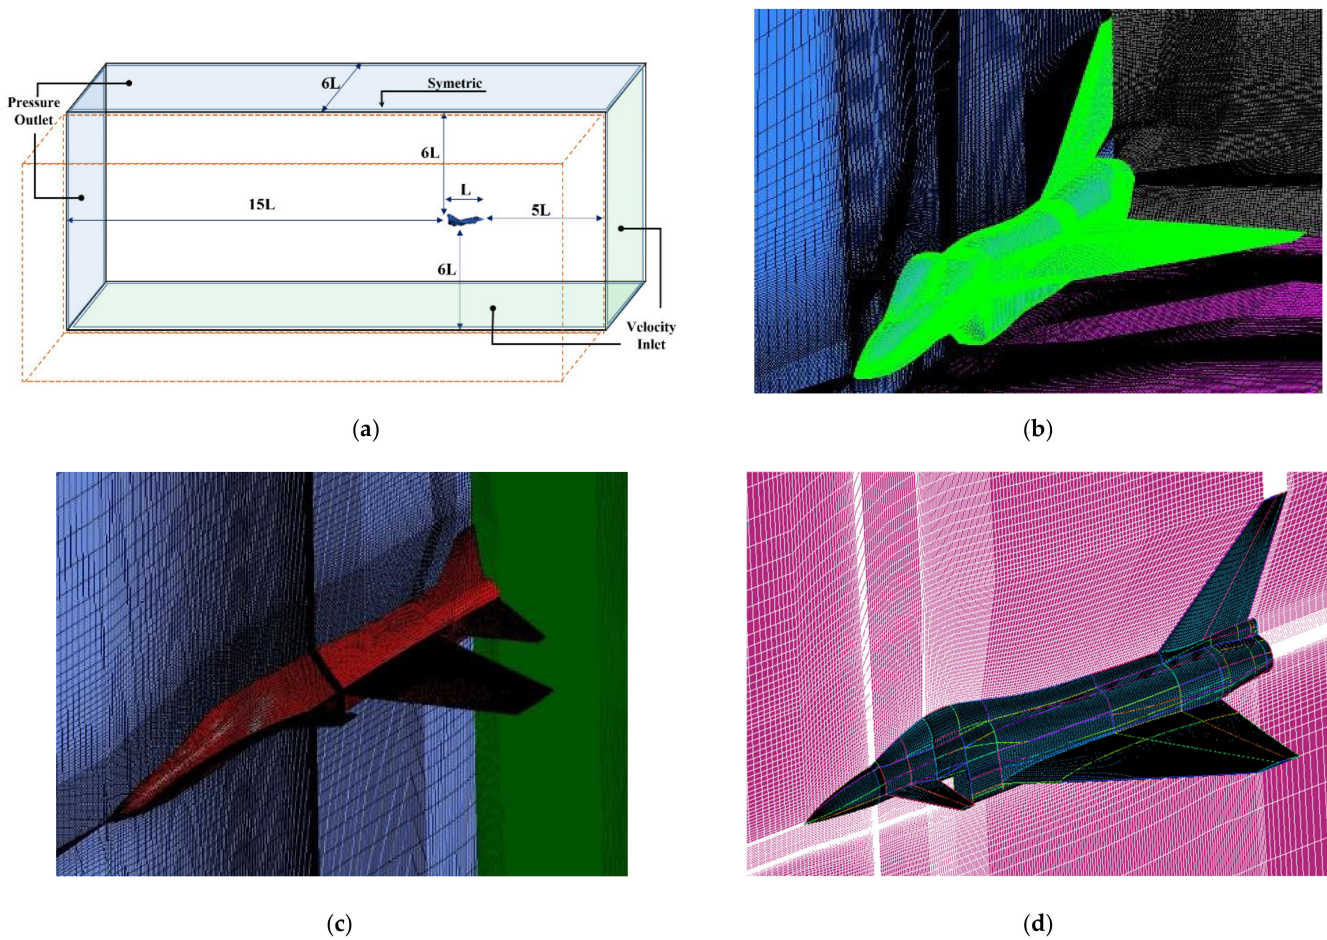 6L
Symetric
Pressure
Outlet
6L
L
15L
5L
6L
Velocity
Inlet
(a)
(b)
(c)
(d)